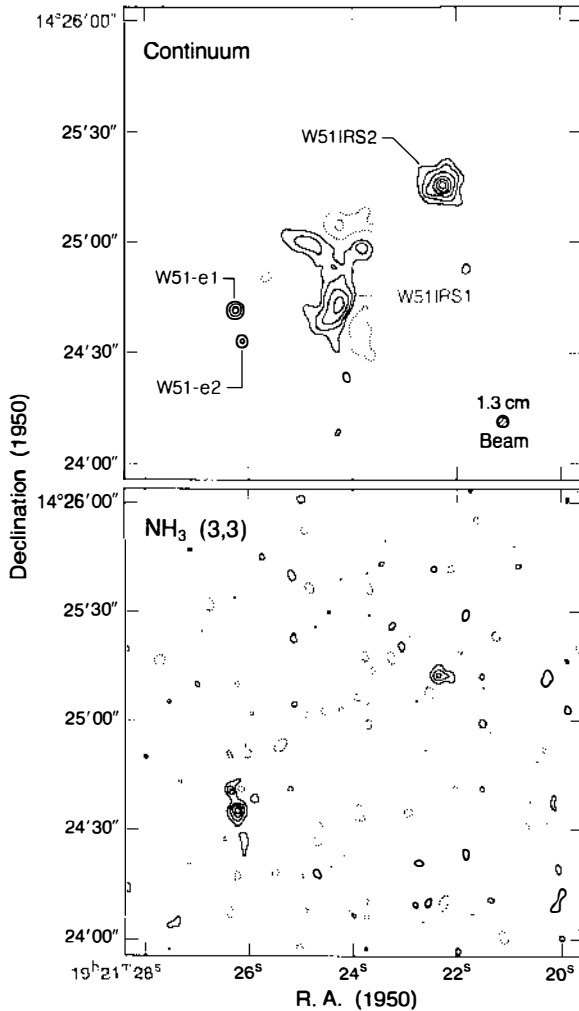 14°26′00″
Continuum
25′30″
W51IRS2
25′00″
W51-e1
W51IRS1
24′30″
W51-e2
1.3 cm
Beam
24′00″
Declination (1950)
14°26′00″
NH₃ (3,3)
25′30″
25′00″
24′30″
24′00″
19ʰ21ᵐ28ˢ
26ˢ
24ˢ
22ˢ
20ˢ
R. A. (1950)